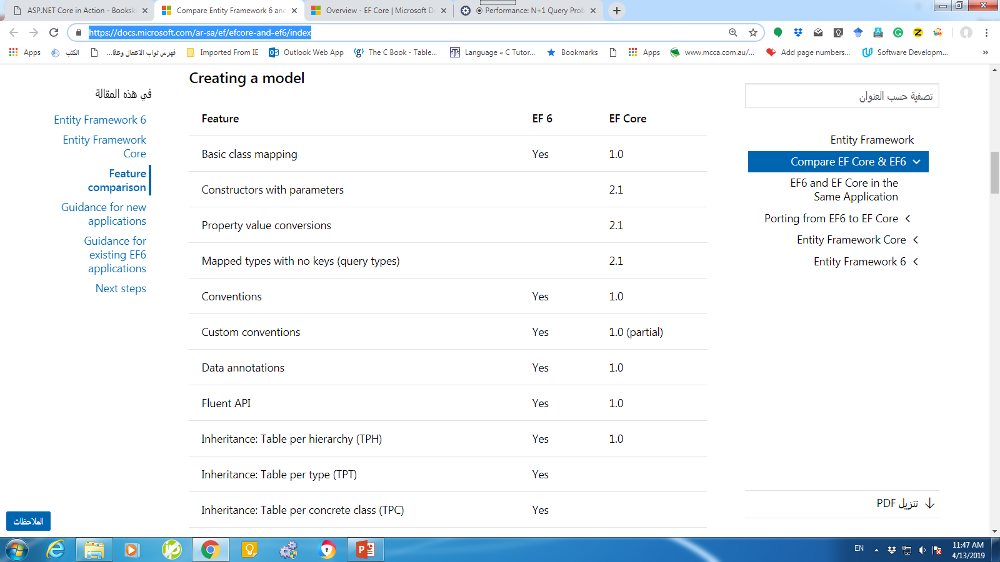 ASP.NET Core in Action - Booksk
Compare Entity Framework 6 and
Overview - EF Core | Microsoft Do
Performance: N+1 Query Prob
https://docs.microsoft.com/ar-sa/ef/efcore-and-ef6/index
Apps
الكتب
فهرس ثواب الاعمال وعقا...
Imported From IE
Outlook Web App
The C Book - Table...
Language « C Tutor...
Bookmarks
Apps
www.mcca.com.au/...
Add page numbers...
Software Developm...
»
في هذه المقالة
Entity Framework 6
Entity Framework
Core
Feature
comparison
Guidance for new
applications
Guidance for
existing EF6
applications
Next steps
الملاحظات
Creating a model
Feature EF 6 EF Core
Basic class mapping Yes 1.0
Constructors with parameters 2.1
Property value conversions 2.1
Mapped types with no keys (query types) 2.1
Conventions Yes 1.0
Custom conventions Yes 1.0 (partial)
Data annotations Yes 1.0
Fluent API Yes 1.0
Inheritance: Table per hierarchy (TPH) Yes 1.0
Inheritance: Table per type (TPT) Yes
Inheritance: Table per concrete class (TPC) Yes
تصفية حسب العنوان
Entity Framework
Compare EF Core & EF6
EF6 and EF Core in the
Same Application
Porting from EF6 to EF Core
Entity Framework Core
Entity Framework 6
تنزيل PDF
EN
11:47 AM
4/13/2019